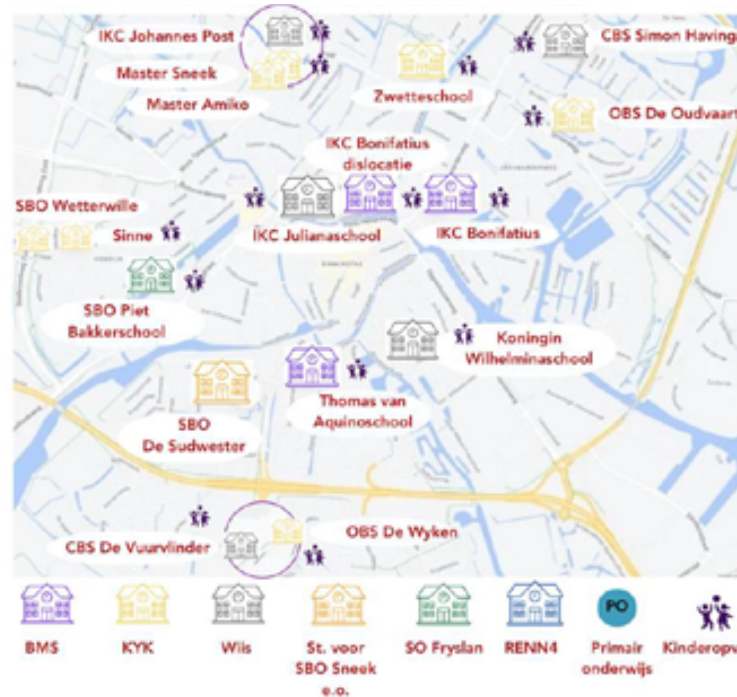 IKC Johannes Post
Master Sneek
Master Amiko
Zwetteschool
CBS Simon Havinga
OBS De Oudvaart
IKC Bonifatius
dislocatie
IKC Julianaschool
IKC Bonifatius
SBO Wetterwille
Sinne
SBO Piet
Bakkerschool
Koningin
Wilhelminaschool
Thomas van
Aquinoschool
SBO
De Sudwester
CBS De Vuurvlinder
OBS De Wyken
BMS
KYK
Wiis
St. voor
SBO Sneek
e.o.
SO Fryslan
RENN4
PO
Primair
onderwijs
Kinderopv